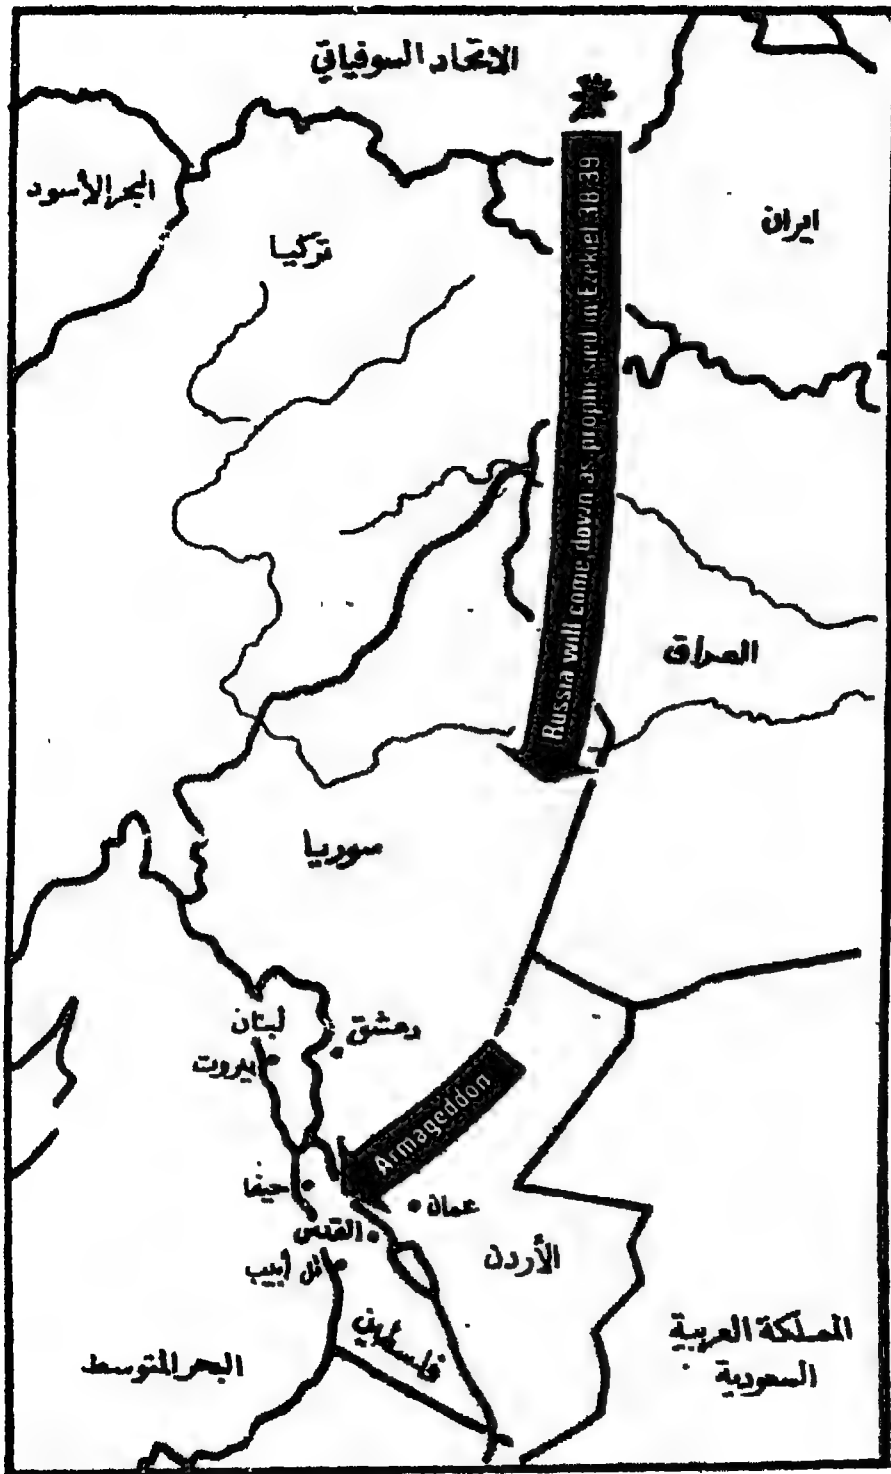 الاتحاد السوفياتي
البحر الأسود
تركيا
ايران
Russia will come down as prophesied in Ezekiel 38:39
العراق
سوريا
لبنان
دمشق
بيروت
Armageddon
حيفا
عمان
القدس
تل أبيب
الأردن
فلسطين
المملكة العربية
السعودية
البحر المتوسط